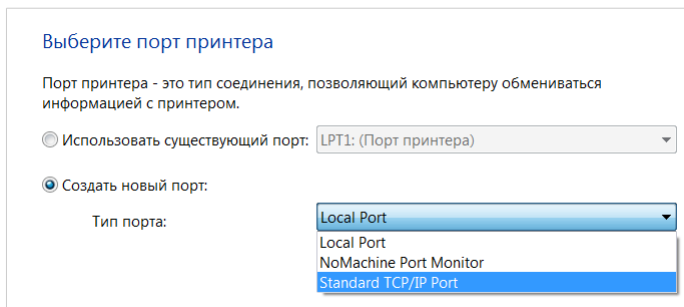 Выберите порт принтера
Порт принтера - это тип соединения, позволяющий компьютеру обмениваться
информацией с принтером.
Использовать существующий порт: LPT1: (Порт принтера)
Создать новый порт:
Тип порта: Local Port
Local Port
NoMachine Port Monitor
Standard TCP/IP Port